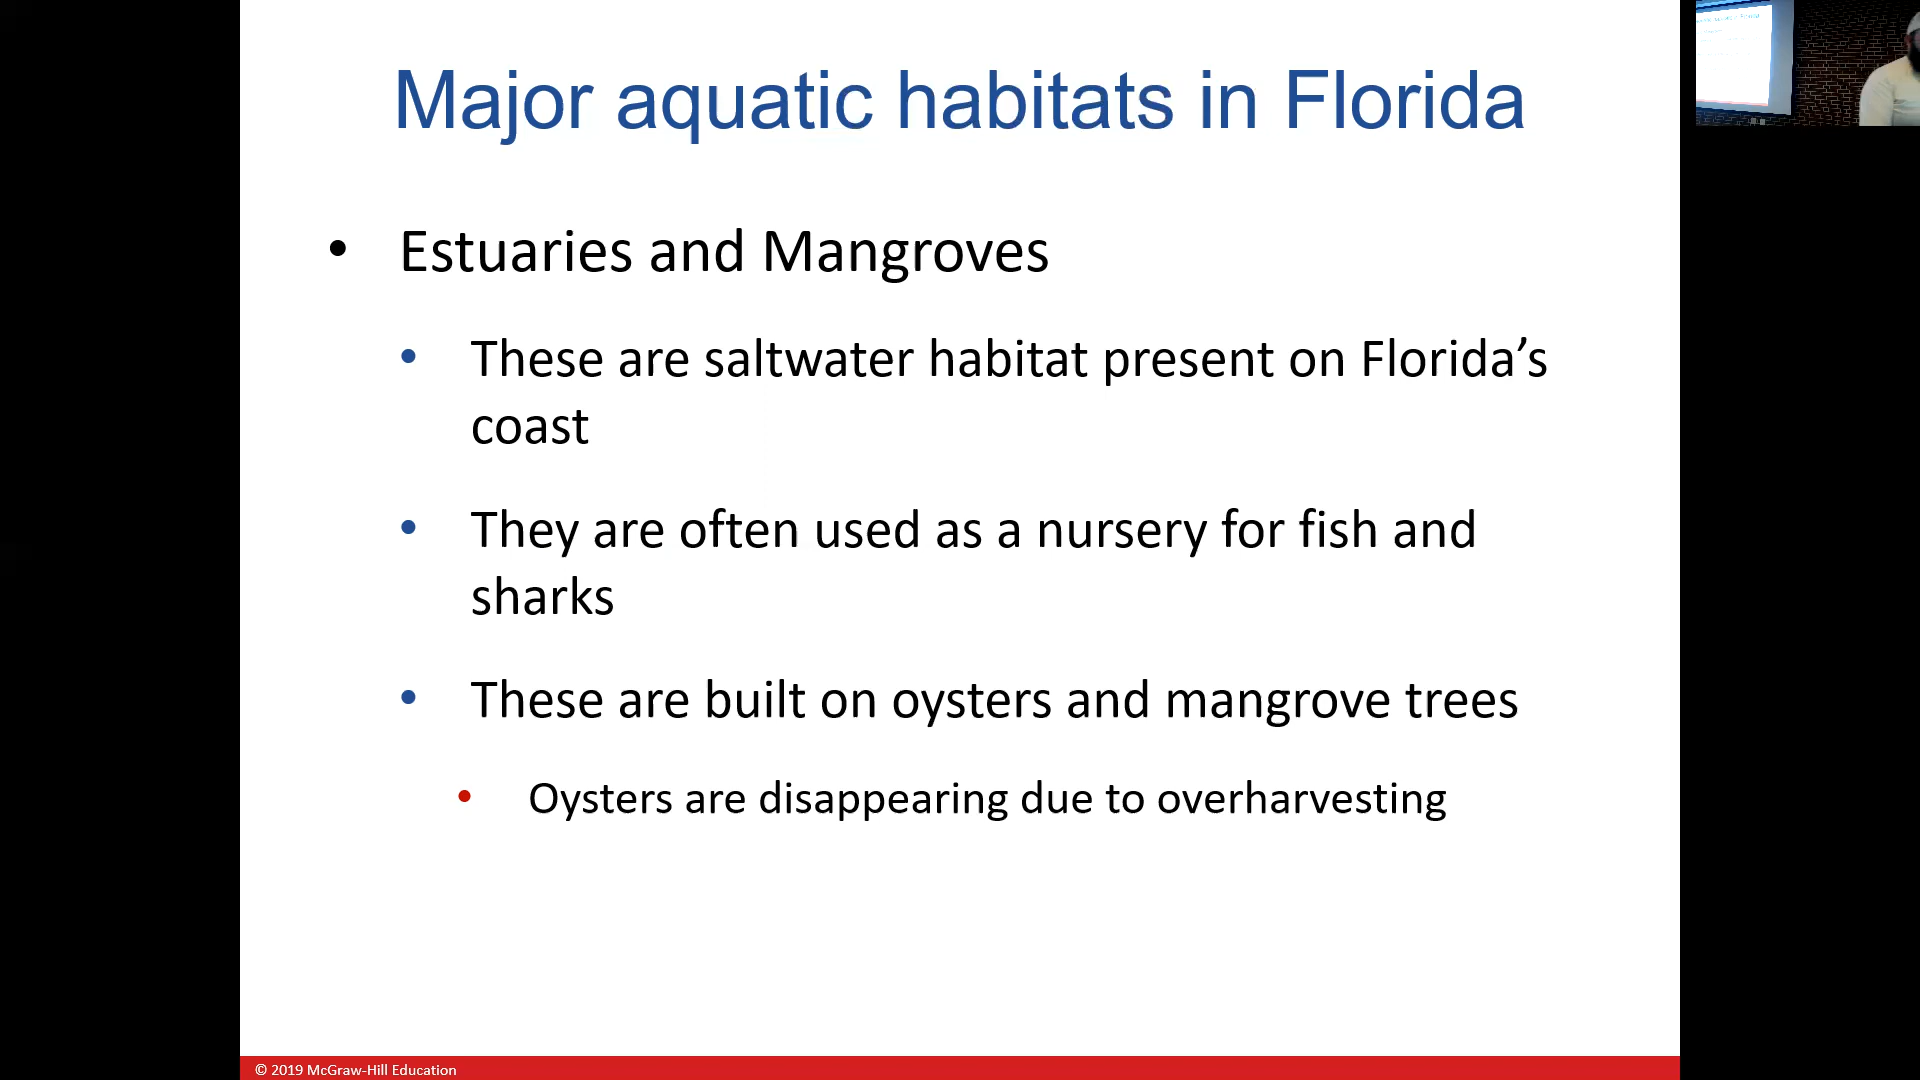 Major aquatic habitats in Florida
• Estuaries and Mangroves
• These are saltwater habitat present on Florida’s
coast
• They are often used as a nursery for fish and
sharks
• These are built on oysters and mangrove trees
• Oysters are disappearing due to overharvesting
© 2019 McGraw-Hill Education